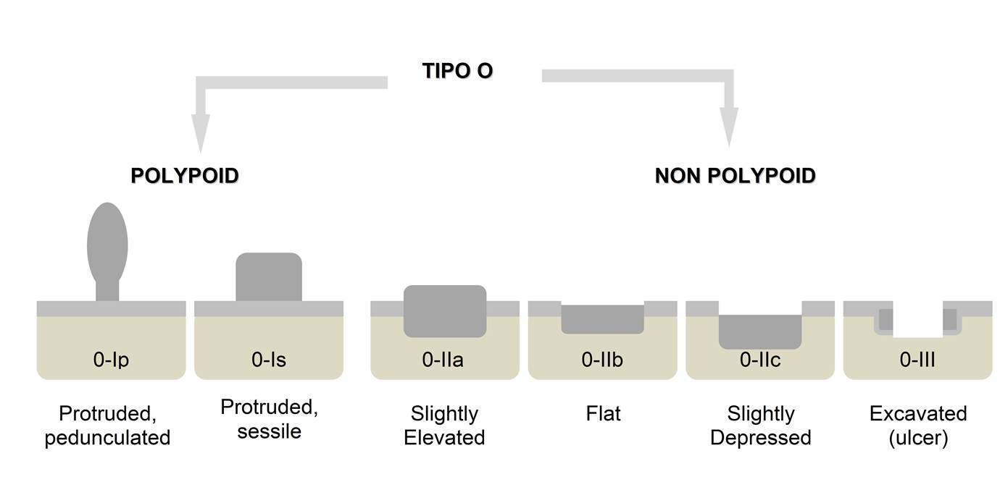 TIPO O
POLYPOID
NON POLYPOID
0-Ip
0-Is
0-IIa
0-IIb
0-IIc
0-III
Protruded,
pedunculated
Protruded,
sessile
Slightly
Elevated
Flat
Slightly
Depressed
Excavated
(ulcer)